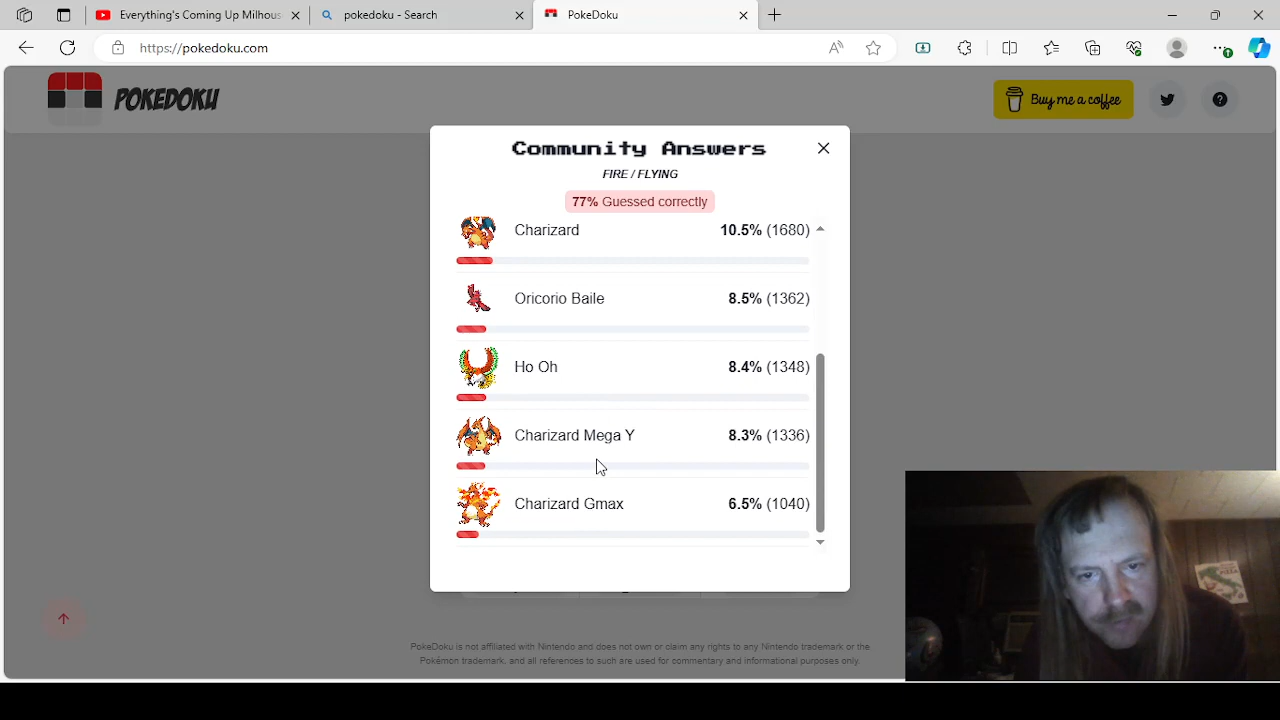 Everything's Coming Up Milhous
pokedoku - Search
PokeDoku
https://pokedoku.com
POKEDOKU
Buy me a coffee
Community Answers
FIRE / FLYING
77% Guessed correctly
Charizard 10.5% (1680)
Oricorio Baile 8.5% (1362)
Ho Oh 8.4% (1348)
Charizard Mega Y 8.3% (1336)
Charizard Gmax 6.5% (1040)
PokeDoku is not affiliated with Nintendo and does not own or claim any rights to any Nintendo trademark or the
Pokémon trademark, and all references to such are used for commentary and informational purposes only.